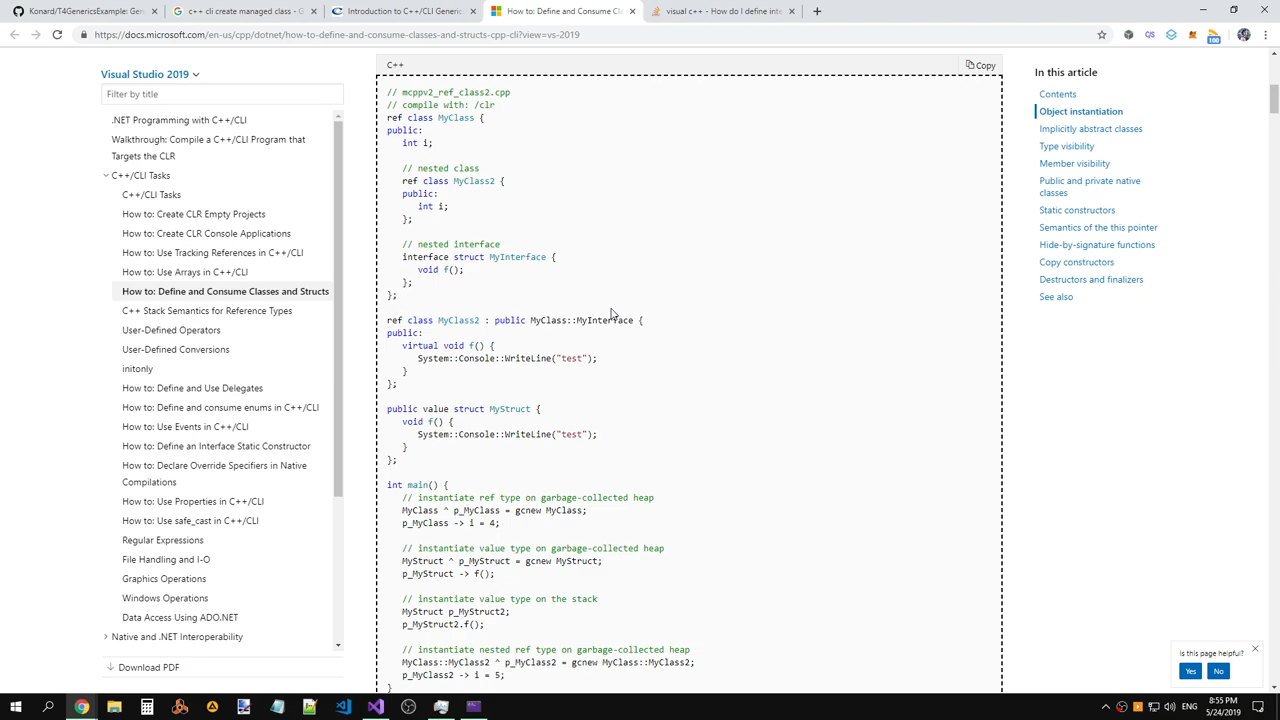 Konard/T4GenericsExample: Gen
c++ cli create managed class - G
Introduction to C++/CLI Generic
How to: Define and Consume Cla
visual c++ - How do I define inte
https://docs.microsoft.com/en-us/cpp/dotnet/how-to-define-and-consume-classes-and-structs-cpp-cli?view=vs-2019
100
Visual Studio 2019
Filter by title
.NET Programming with C++/CLI
Walkthrough: Compile a C++/CLI Program that
Targets the CLR
C++/CLI Tasks
C++/CLI Tasks
How to: Create CLR Empty Projects
How to: Create CLR Console Applications
How to: Use Tracking References in C++/CLI
How to: Use Arrays in C++/CLI
How to: Define and Consume Classes and Structs
C++ Stack Semantics for Reference Types
User-Defined Operators
User-Defined Conversions
initonly
How to: Define and Use Delegates
How to: Define and consume enums in C++/CLI
How to: Use Events in C++/CLI
How to: Define an Interface Static Constructor
How to: Declare Override Specifiers in Native
Compilations
How to: Use Properties in C++/CLI
How to: Use safe_cast in C++/CLI
Regular Expressions
File Handling and I-O
Graphics Operations
Windows Operations
Data Access Using ADO.NET
Native and .NET Interoperability
Download PDF
C++
Copy
// mcppv2_ref_class2.cpp
// compile with: /clr
ref class MyClass {
public:
int i;
// nested class
ref class MyClass2 {
public:
int i;
};
// nested interface
interface struct MyInterface {
void f();
};
};
ref class MyClass2 : public MyClass::MyInterface {
public:
virtual void f() {
System::Console::WriteLine("test");
}
};
public value struct MyStruct {
void f() {
System::Console::WriteLine("test");
}
};
int main() {
// instantiate ref type on garbage-collected heap
MyClass ^ p_MyClass = gcnew MyClass;
p_MyClass -> i = 4;
// instantiate value type on garbage-collected heap
MyStruct ^ p_MyStruct = gcnew MyStruct;
p_MyStruct -> f();
// instantiate value type on the stack
MyStruct p_MyStruct2;
p_MyStruct2.f();
// instantiate nested ref type on garbage-collected heap
MyClass::MyClass2 ^ p_MyClass2 = gcnew MyClass::MyClass2;
p_MyClass2 -> i = 5;
}
In this article
Contents
Object instantiation
Implicitly abstract classes
Type visibility
Member visibility
Public and private native
classes
Static constructors
Semantics of the this pointer
Hide-by-signature functions
Copy constructors
Destructors and finalizers
See also
Is this page helpful?
Yes
No
ENG
8:55 PM
5/24/2019